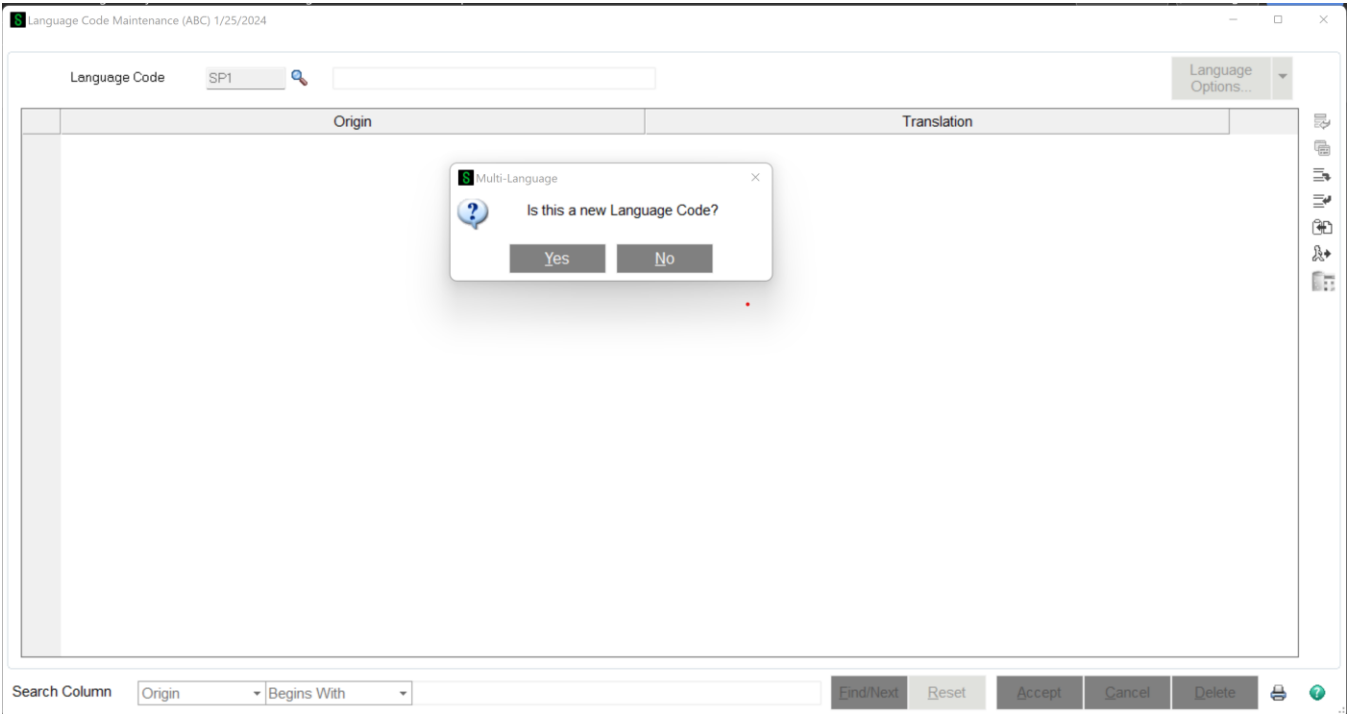 Language Code Maintenance (ABC) 1/25/2024
Language Code SP1
Language
Options...
Origin Translation
Multi-Language
Is this a new Language Code?
Yes No
Search Column Origin Begins With Find/Next Reset Accept Cancel Delete